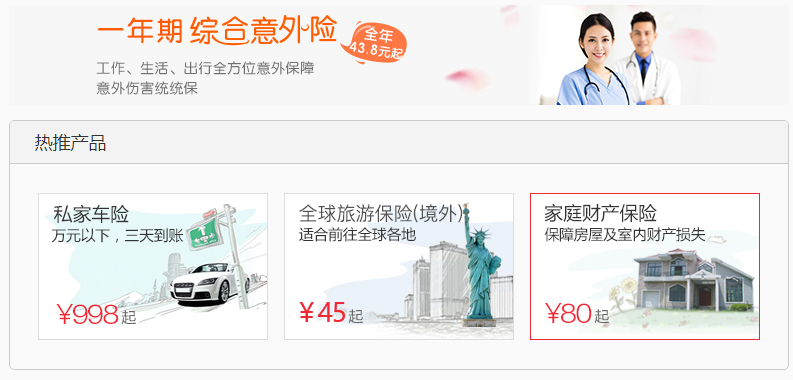 一年期 综合意外险
全年
43.8元起
工作、生活、出行全方位意外保障
意外伤害统统保
热推产品
私家车险
万元以下，三天到账
¥998起
全球旅游保险(境外)
适合前往全球各地
¥45起
家庭财产保险
保障房屋及室内财产损失
¥80起